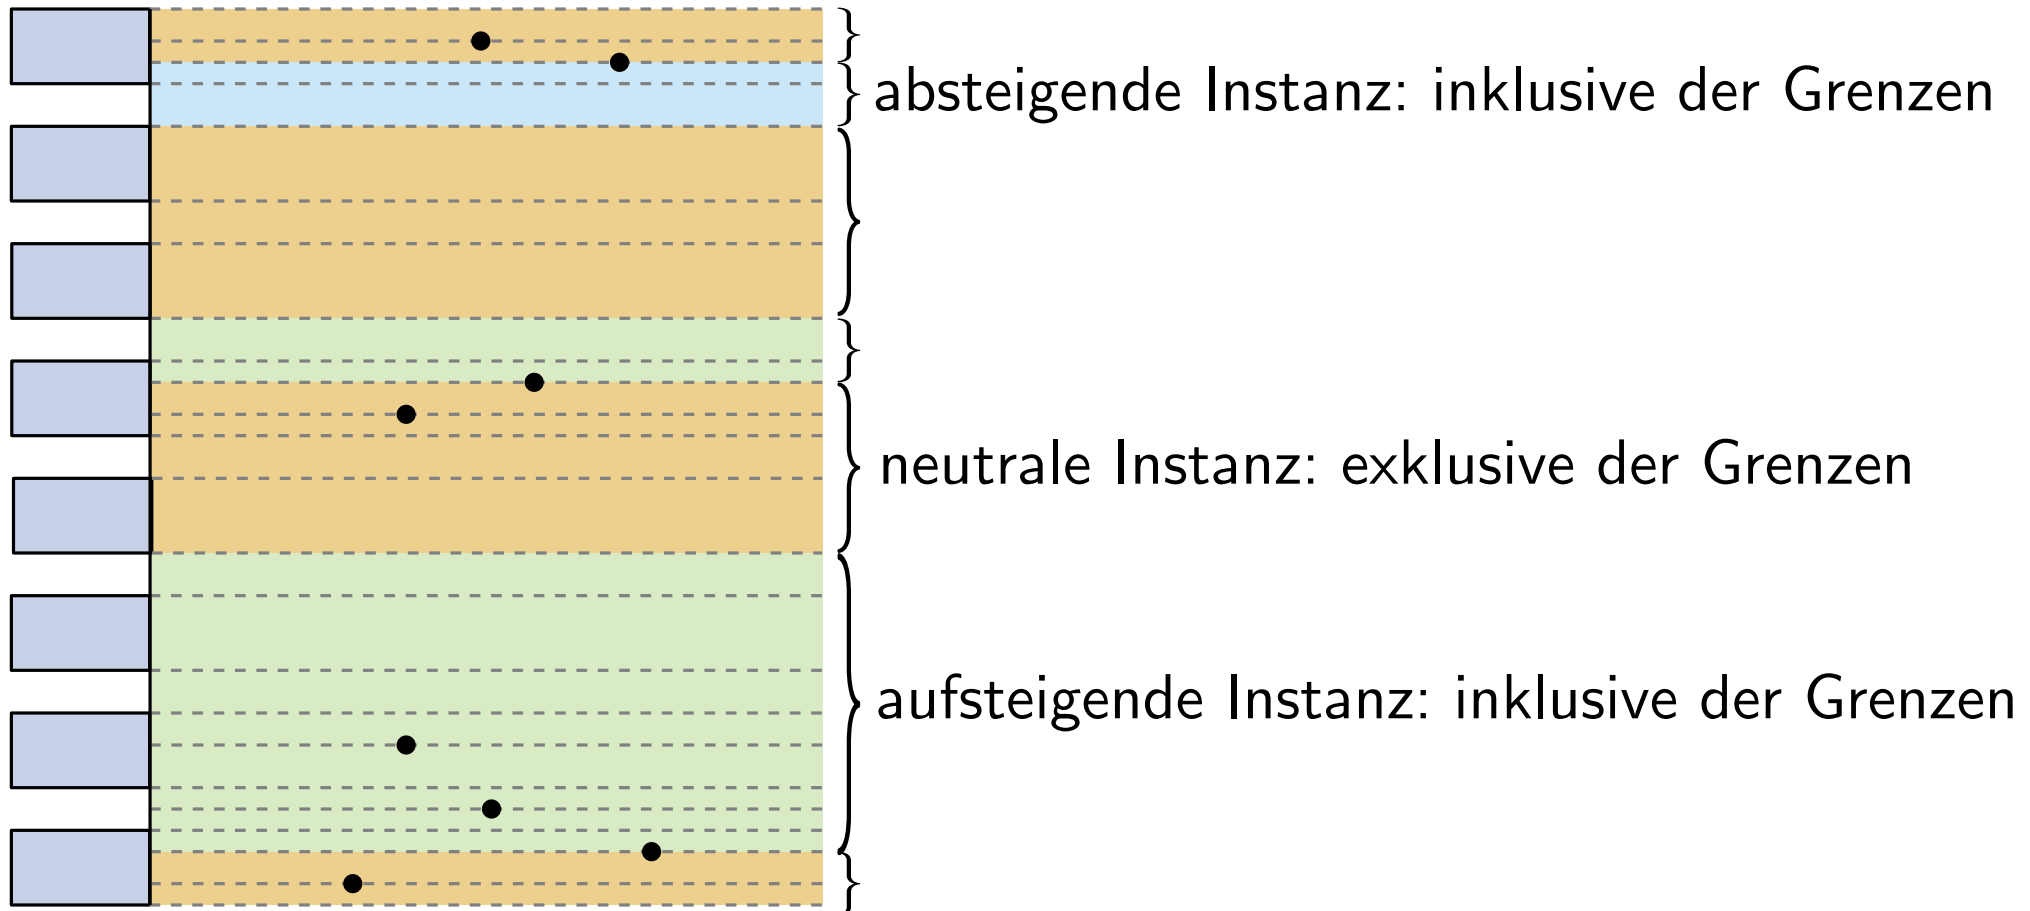 absteigende Instanz: inklusive der Grenzen
neutrale Instanz: exklusive der Grenzen
aufsteigende Instanz: inklusive der Grenzen